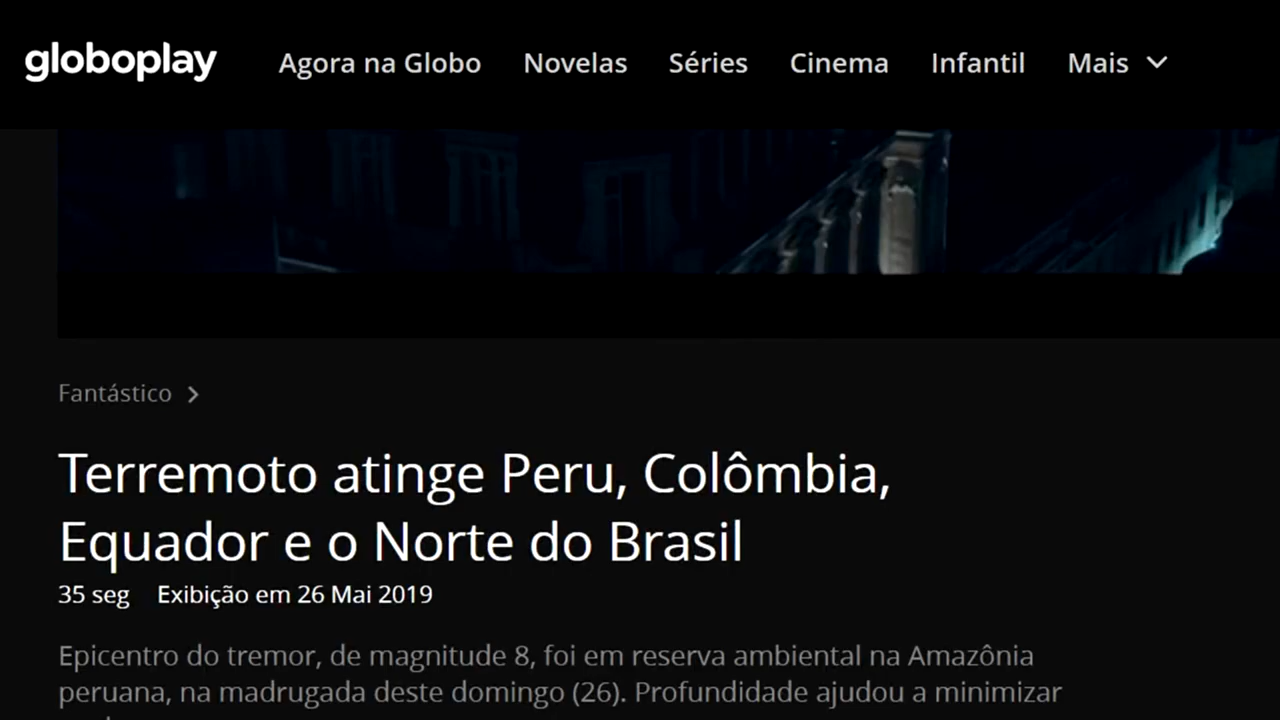 globoplay Agora na Globo Novelas Séries Cinema Infantil Mais
Fantástico
Terremoto atinge Peru, Colômbia,
Equador e o Norte do Brasil
35 seg Exibição em 26 Mai 2019
Epicentro do tremor, de magnitude 8, foi em reserva ambiental na Amazônia
peruana, na madrugada deste domingo (26). Profundidade ajudou a minimizar